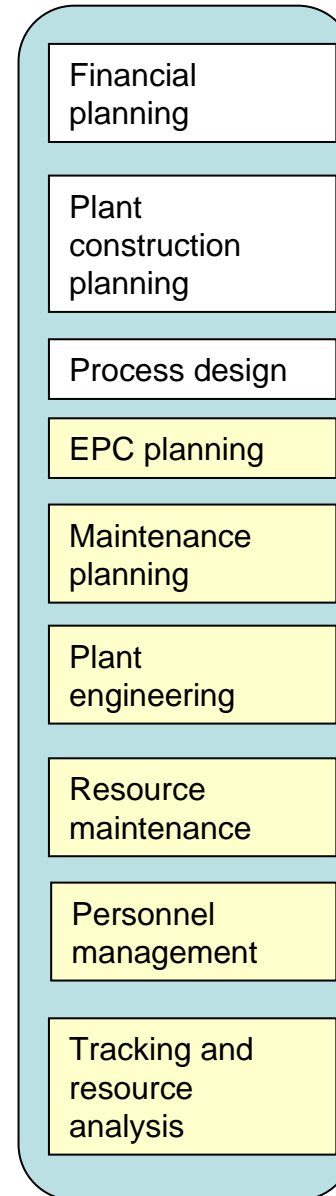 Financial
planning
Plant
construction
planning
Process design
EPC planning
Maintenance
planning
Plant
engineering
Resource
maintenance
Personnel
management
Tracking and
resource
analysis